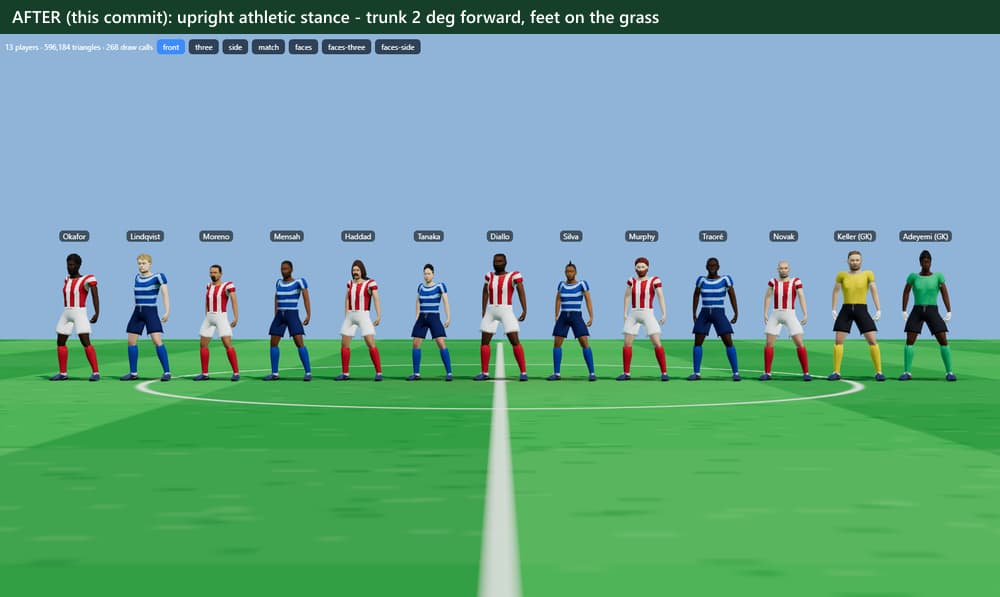 AFTER (this commit): upright athletic stance - trunk 2 deg forward, feet on the grass
13 players · 596,184 triangles · 268 draw calls front three side match faces faces-three faces-side
Okafor Lindqvist Moreno Mensah Haddad Tanaka Diallo Silva Murphy Traoré Novak Keller (GK) Adeyemi (GK)